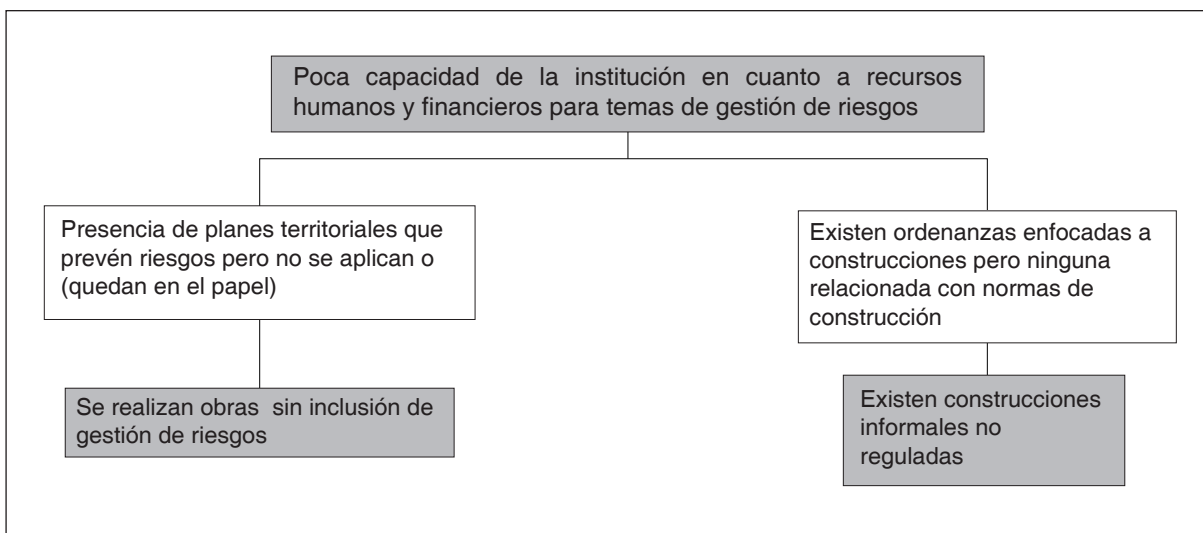 Poca capacidad de la institución en cuanto a recursos
humanos y financieros para temas de gestión de riesgos
Presencia de planes territoriales que
prevén riesgos pero no se aplican o
(quedan en el papel)
Existen ordenanzas enfocadas a
construcciones pero ninguna
relacionada con normas de
construcción
Se realizan obras sin inclusión de
gestión de riesgos
Existen construcciones
informales no
reguladas